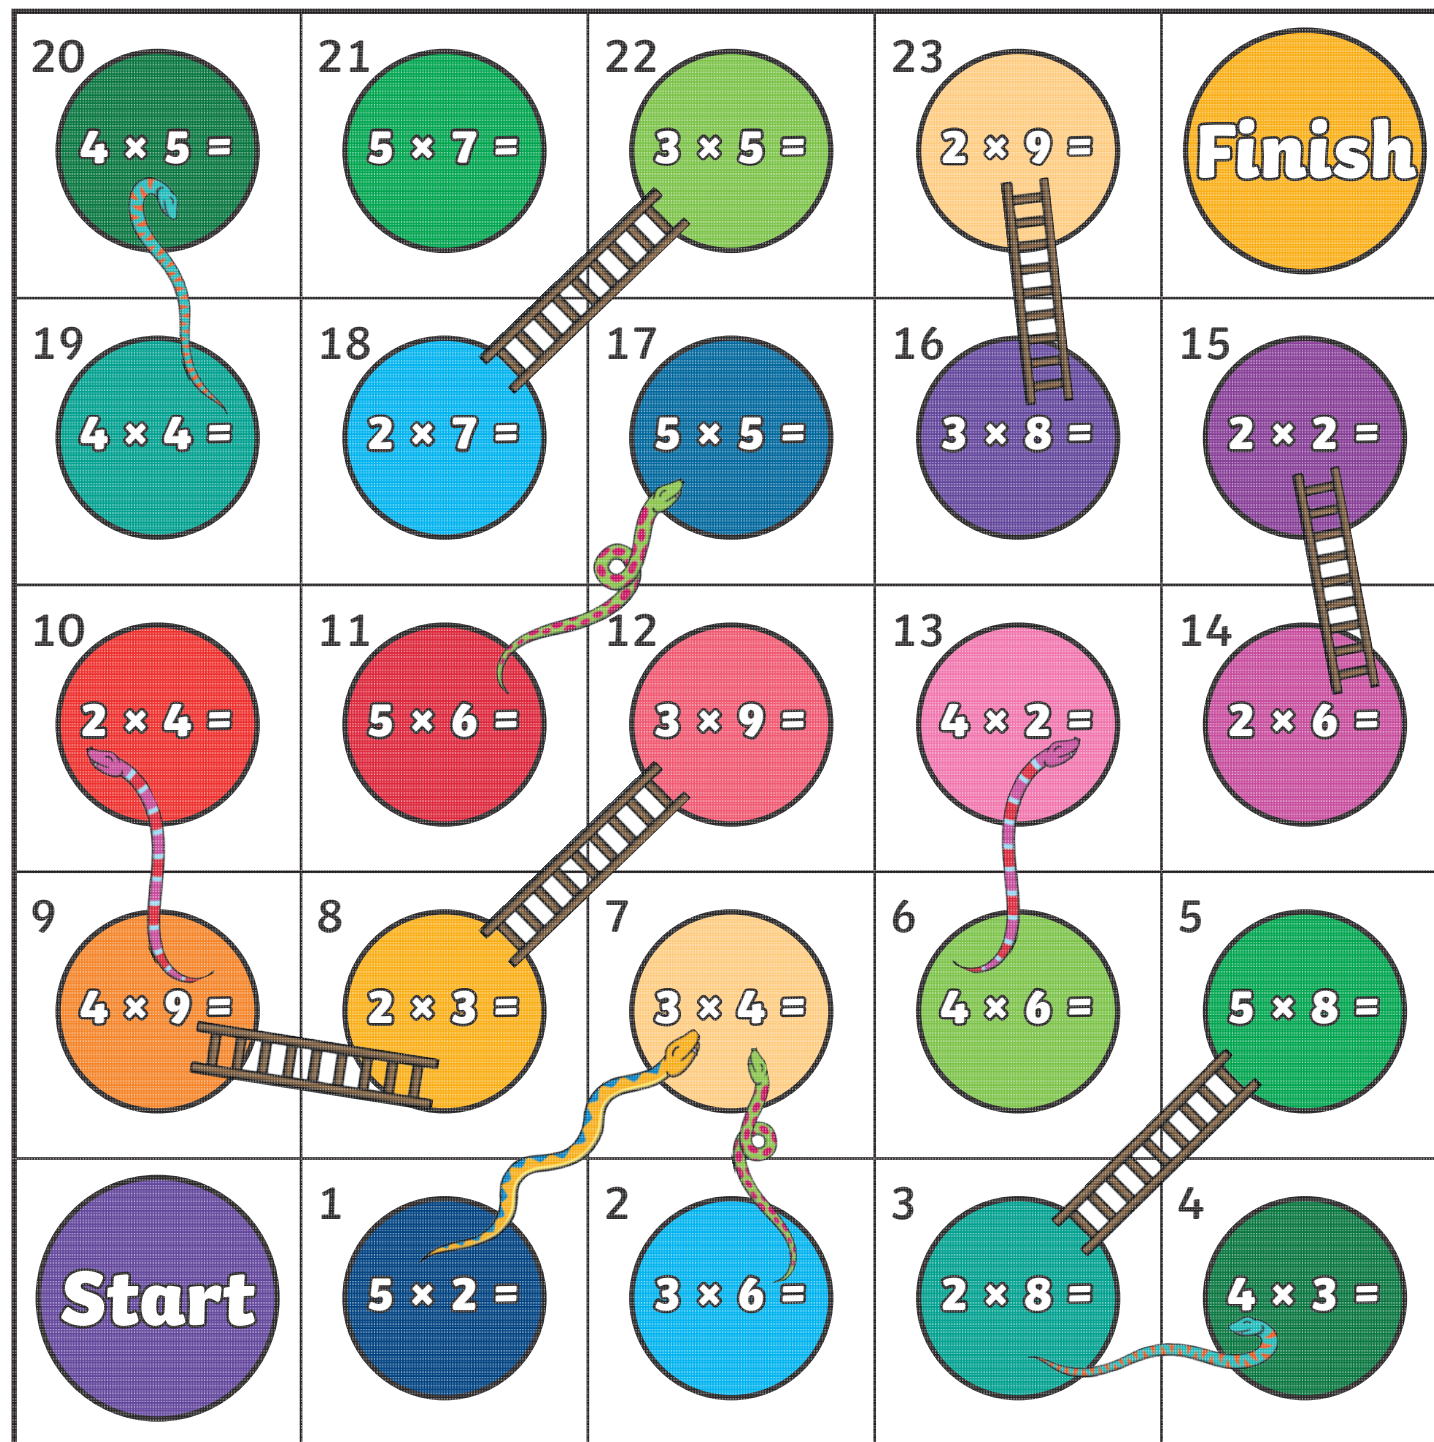 20 21 22 23
4 × 5 = 5 × 7 = 3 × 5 = 2 × 9 = Finish
19 18 17 16 15
4 × 4 = 2 × 7 = 5 × 5 = 3 × 8 = 2 × 2 =
10 11 12 13 14
2 × 4 = 5 × 6 = 3 × 9 = 4 × 2 = 2 × 6 =
9 8 7 6 5
4 × 9 = 2 × 3 = 3 × 4 = 4 × 6 = 5 × 8 =
1 2 3 4
Start 5 × 2 = 3 × 6 = 2 × 8 = 4 × 3 =